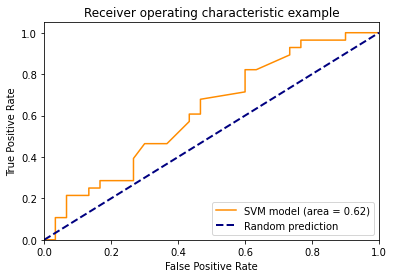 Receiver operating characteristic example
True Positive Rate
1.0
0.8
0.6
0.4
0.2
0.0
SVM model (area = 0.62)
Random prediction
0.0 0.2 0.4 0.6 0.8 1.0
False Positive Rate